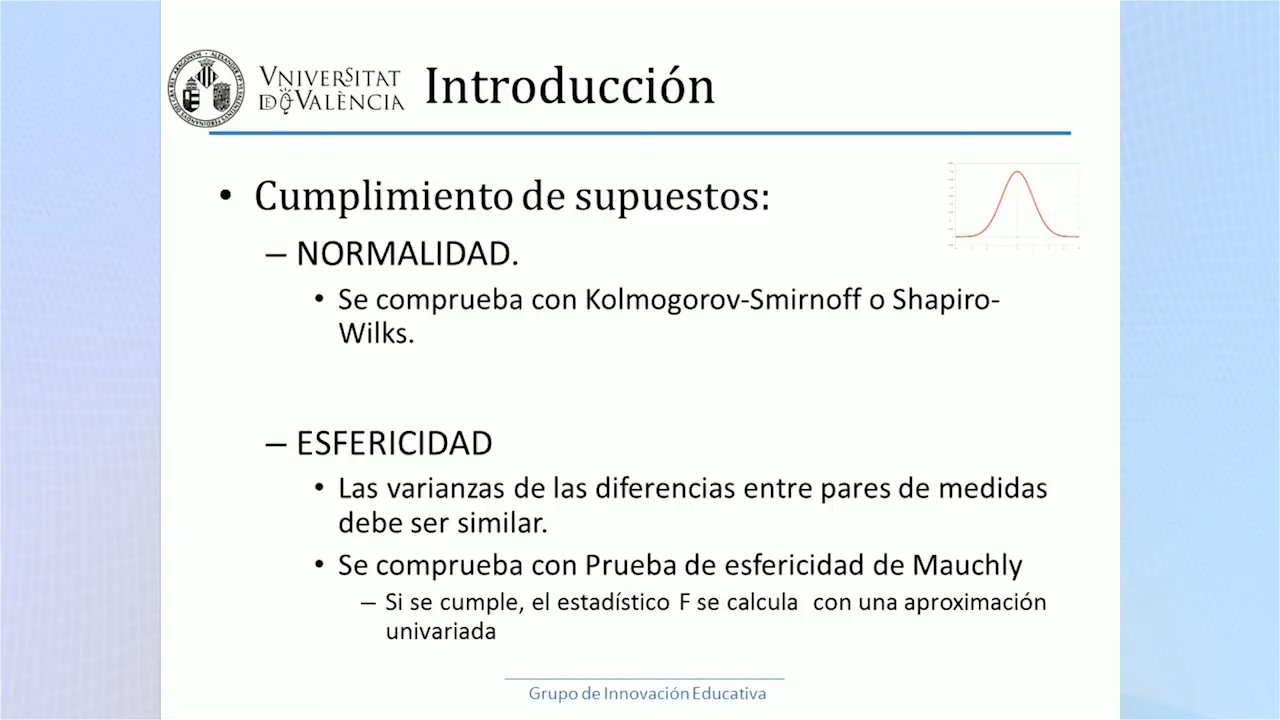 VNIVERSITAT
DE VALÈNCIA
Introducción
• Cumplimiento de supuestos:
– NORMALIDAD.
• Se comprueba con Kolmogorov-Smirnoff o Shapiro-
Wilks.
– ESFERICIDAD
• Las varianzas de las diferencias entre pares de medidas
debe ser similar.
• Se comprueba con Prueba de esfericidad de Mauchly
– Si se cumple, el estadístico F se calcula con una aproximación
univariada
Grupo de Innovación Educativa